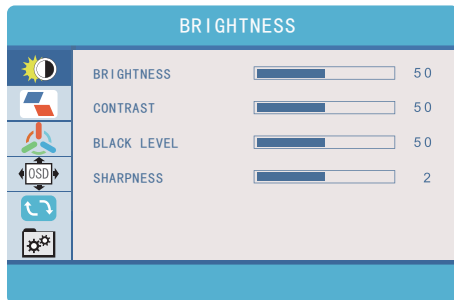 BRIGHTNESS
BRIGHTNESS 50
CONTRAST 50
BLACK LEVEL 50
SHARPNESS 2
OSD